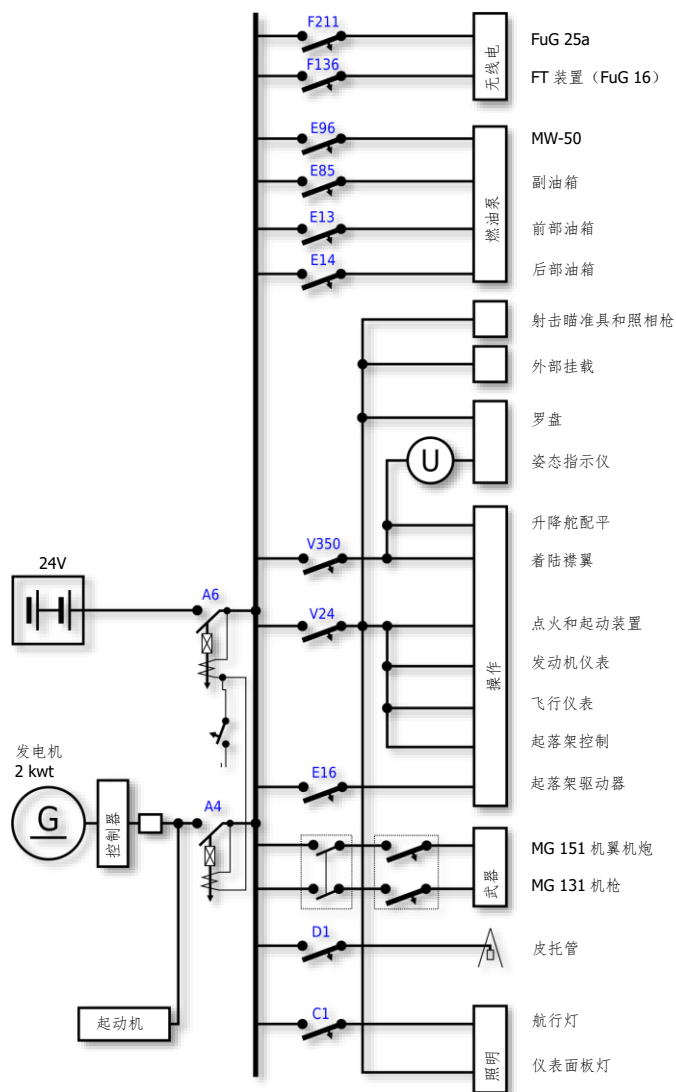 F211
FuG 25a
F136
FT 装置（FuG 16）
无线电
E96
MW-50
E85
副油箱
E13
前部油箱
E14
后部油箱
燃油泵
射击瞄准具和照相枪
外部挂载
罗盘
U
姿态指示仪
升降舵配平
V350
着陆襟翼
24V
A6
V24
点火和起动装置
发动机仪表
飞行仪表
起落架控制
操作
E16
起落架驱动器
发电机
2 kwt
G
控制器
A4
MG 151 机翼机炮
MG 131 机枪
武器
D1
皮托管
起动机
C1
航行灯
仪表面板灯
照明